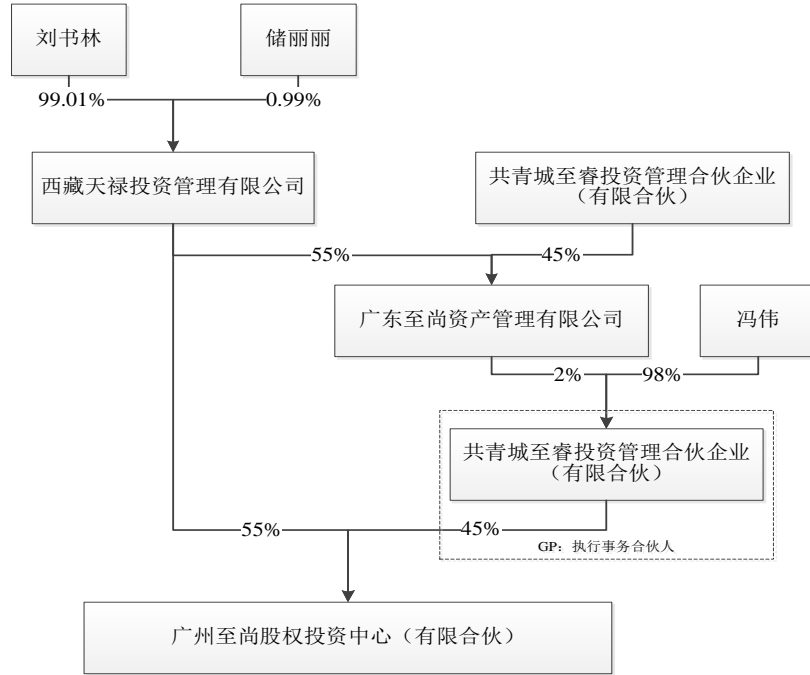 刘书林
储丽丽
99.01%
0.99%
西藏天禄投资管理有限公司
共青城至睿投资管理合伙企业
（有限合伙）
55%
45%
广东至尚资产管理有限公司
冯伟
2%
98%
共青城至睿投资管理合伙企业
（有限合伙）
55%
45%
GP：执行事务合伙人
广州至尚股权投资中心（有限合伙）